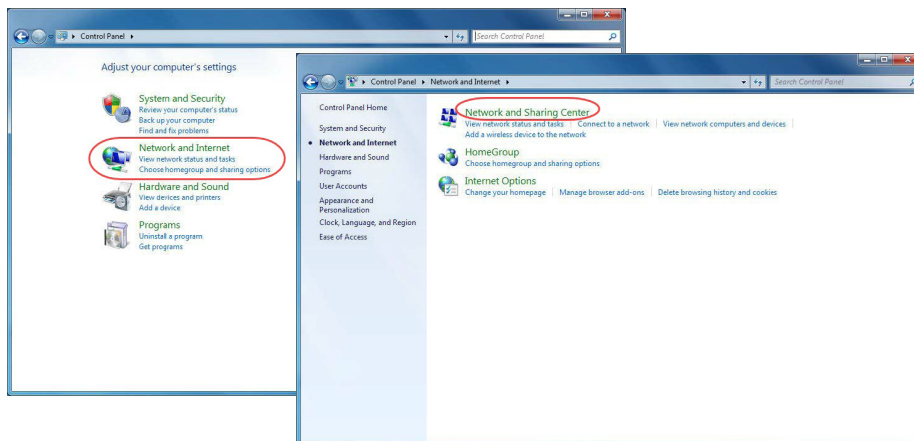 Control Panel
Search Control Panel
Adjust your computer's settings
System and Security
Review your computer's status
Back up your computer
Find and fix problems
Network and Internet
View network status and tasks
Choose homegroup and sharing options
Hardware and Sound
View devices and printers
Add a device
Programs
Uninstall a program
Get programs
Control Panel Network and Internet
Search Control Panel
Control Panel Home
System and Security
Network and Internet
Hardware and Sound
Programs
User Accounts
Appearance and
Personalization
Clock, Language, and Region
Ease of Access
Network and Sharing Center
View network status and tasks Connect to a network View network computers and devices
Add a wireless device to the network
HomeGroup
Choose homegroup and sharing options
Internet Options
Change your homepage Manage browser add-ons Delete browsing history and cookies